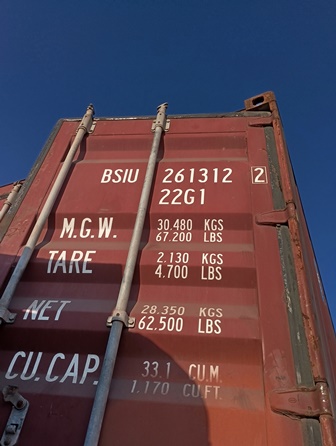 BSIU 261312 2
22G1
M.G.W. 30.480 KGS
67.200 LBS
TARE 2.130 KGS
4.700 LBS
NET 28.350 KGS
62.500 LBS
CU.CAP. 33.1 CU.M.
1.170 CU.FT.